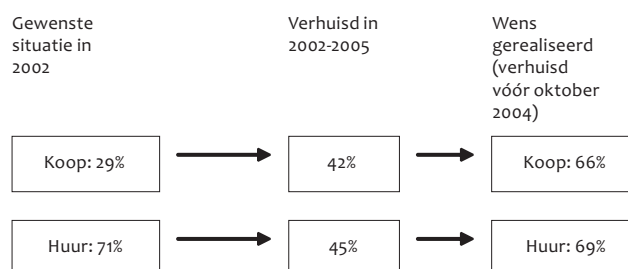 Gewenste
situatie in
2002
Verhuisd in
2002-2005
Wens
gerealiseerd
(verhuisd
vóór oktober
2004)
Koop: 29%
42%
Koop: 66%
Huur: 71%
45%
Huur: 69%